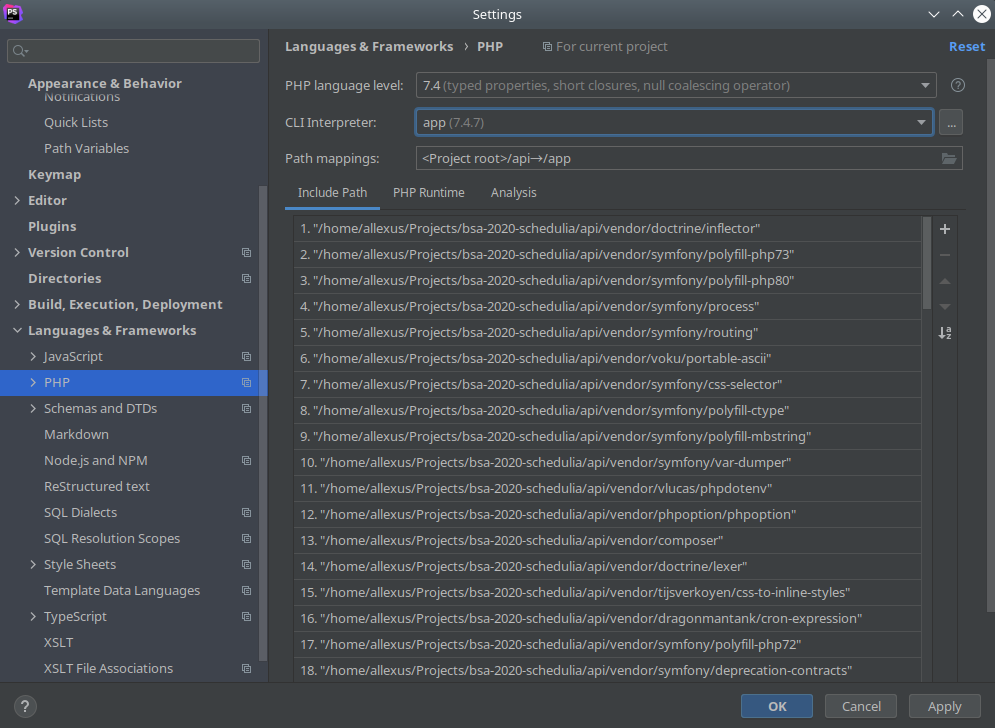 PS
Settings
Appearance & Behavior
Notifications
Quick Lists
Path Variables
Keymap
Editor
Plugins
Version Control
Directories
Build, Execution, Deployment
Languages & Frameworks
JavaScript
PHP
Schemas and DTDs
Markdown
Node.js and NPM
ReStructured text
SQL Dialects
SQL Resolution Scopes
Style Sheets
Template Data Languages
TypeScript
XSLT
XSLT File Associations
Languages & Frameworks › PHP For current project Reset
PHP language level: 7.4 (typed properties, short closures, null coalescing operator) ?
CLI Interpreter: app (7.4.7) ...
Path mappings: <Project root>/api→/app
Include Path PHP Runtime Analysis
1. "/home/allexus/Projects/bsa-2020-schedulia/api/vendor/doctrine/inflector"
2. "/home/allexus/Projects/bsa-2020-schedulia/api/vendor/symfony/polyfill-php73"
3. "/home/allexus/Projects/bsa-2020-schedulia/api/vendor/symfony/polyfill-php80"
4. "/home/allexus/Projects/bsa-2020-schedulia/api/vendor/symfony/process"
5. "/home/allexus/Projects/bsa-2020-schedulia/api/vendor/symfony/routing"
6. "/home/allexus/Projects/bsa-2020-schedulia/api/vendor/voku/portable-ascii"
7. "/home/allexus/Projects/bsa-2020-schedulia/api/vendor/symfony/css-selector"
8. "/home/allexus/Projects/bsa-2020-schedulia/api/vendor/symfony/polyfill-ctype"
9. "/home/allexus/Projects/bsa-2020-schedulia/api/vendor/symfony/polyfill-mbstring"
10. "/home/allexus/Projects/bsa-2020-schedulia/api/vendor/symfony/var-dumper"
11. "/home/allexus/Projects/bsa-2020-schedulia/api/vendor/vlucas/phpdotenv"
12. "/home/allexus/Projects/bsa-2020-schedulia/api/vendor/phpoption/phpoption"
13. "/home/allexus/Projects/bsa-2020-schedulia/api/vendor/composer"
14. "/home/allexus/Projects/bsa-2020-schedulia/api/vendor/doctrine/lexer"
15. "/home/allexus/Projects/bsa-2020-schedulia/api/vendor/tijsverkoyen/css-to-inline-styles"
16. "/home/allexus/Projects/bsa-2020-schedulia/api/vendor/dragonmantank/cron-expression"
17. "/home/allexus/Projects/bsa-2020-schedulia/api/vendor/symfony/polyfill-php72"
18. "/home/allexus/Projects/bsa-2020-schedulia/api/vendor/symfony/deprecation-contracts"
? OK Cancel Apply